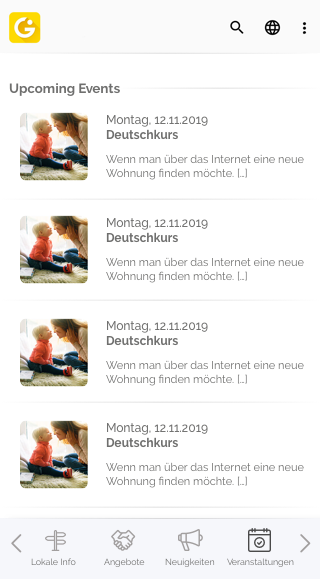 Upcoming Events
Montag, 12.11.2019
Deutschkurs
Wenn man über das Internet eine neue
Wohnung finden möchte. [...]
Montag, 12.11.2019
Deutschkurs
Wenn man über das Internet eine neue
Wohnung finden möchte. [...]
Montag, 12.11.2019
Deutschkurs
Wenn man über das Internet eine neue
Wohnung finden möchte. [...]
Montag, 12.11.2019
Deutschkurs
Wenn man über das Internet eine neue
Wohnung finden möchte. [...]
Lokale Info Angebote Neuigkeiten Veranstaltungen